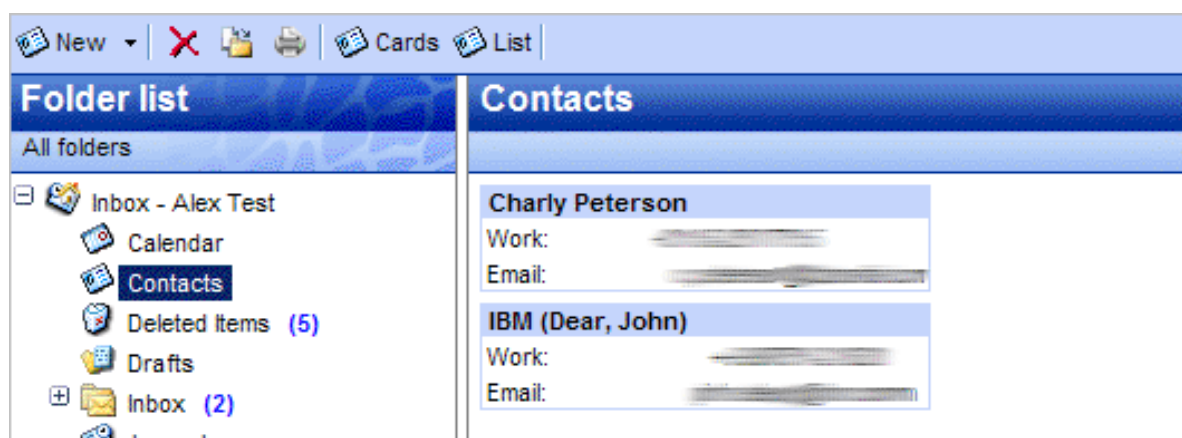 New Cards List
Folder list
All folders
Inbox - Alex Test
Calendar
Contacts
Deleted Items (5)
Drafts
Inbox (2)
Contacts
Charly Peterson
Work:
Email:
IBM (Dear, John)
Work:
Email: